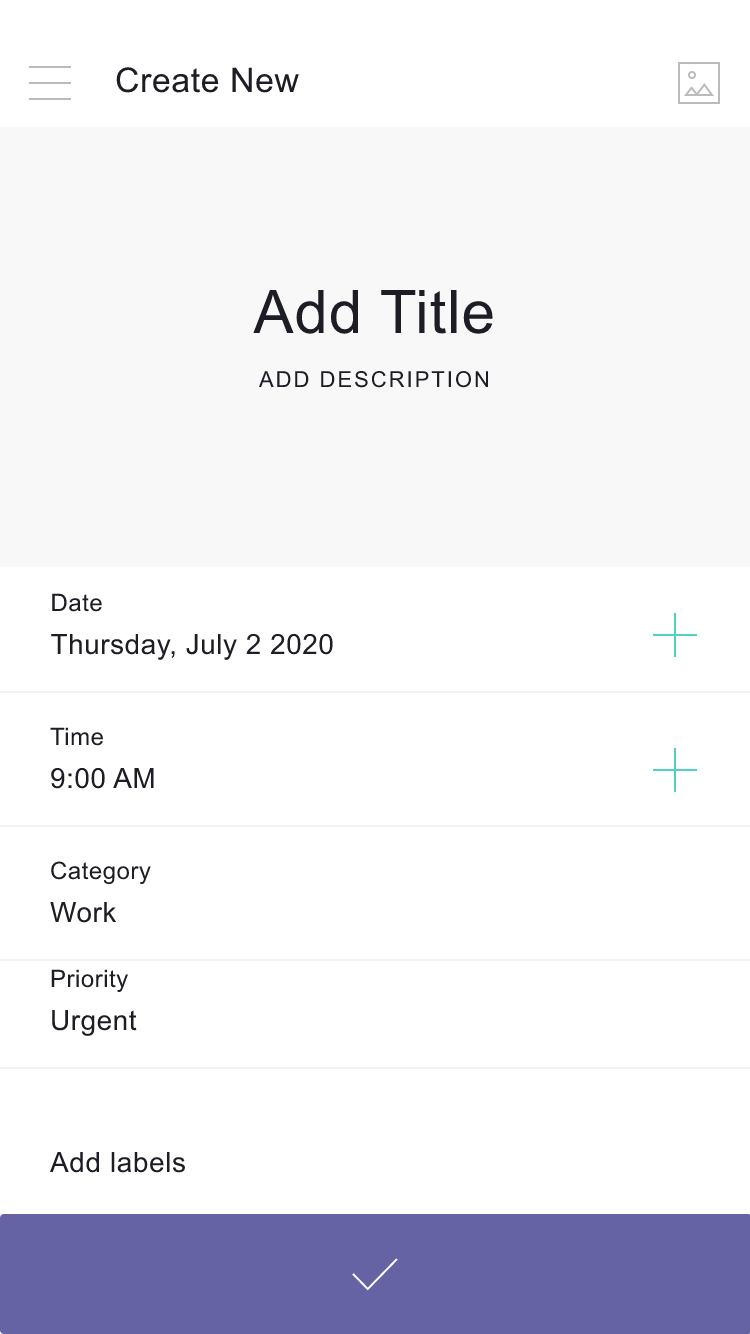 Create New
Add Title
ADD DESCRIPTION
Date
Thursday, July 2 2020
Time
9:00 AM
Category
Work
Priority
Urgent
Add labels